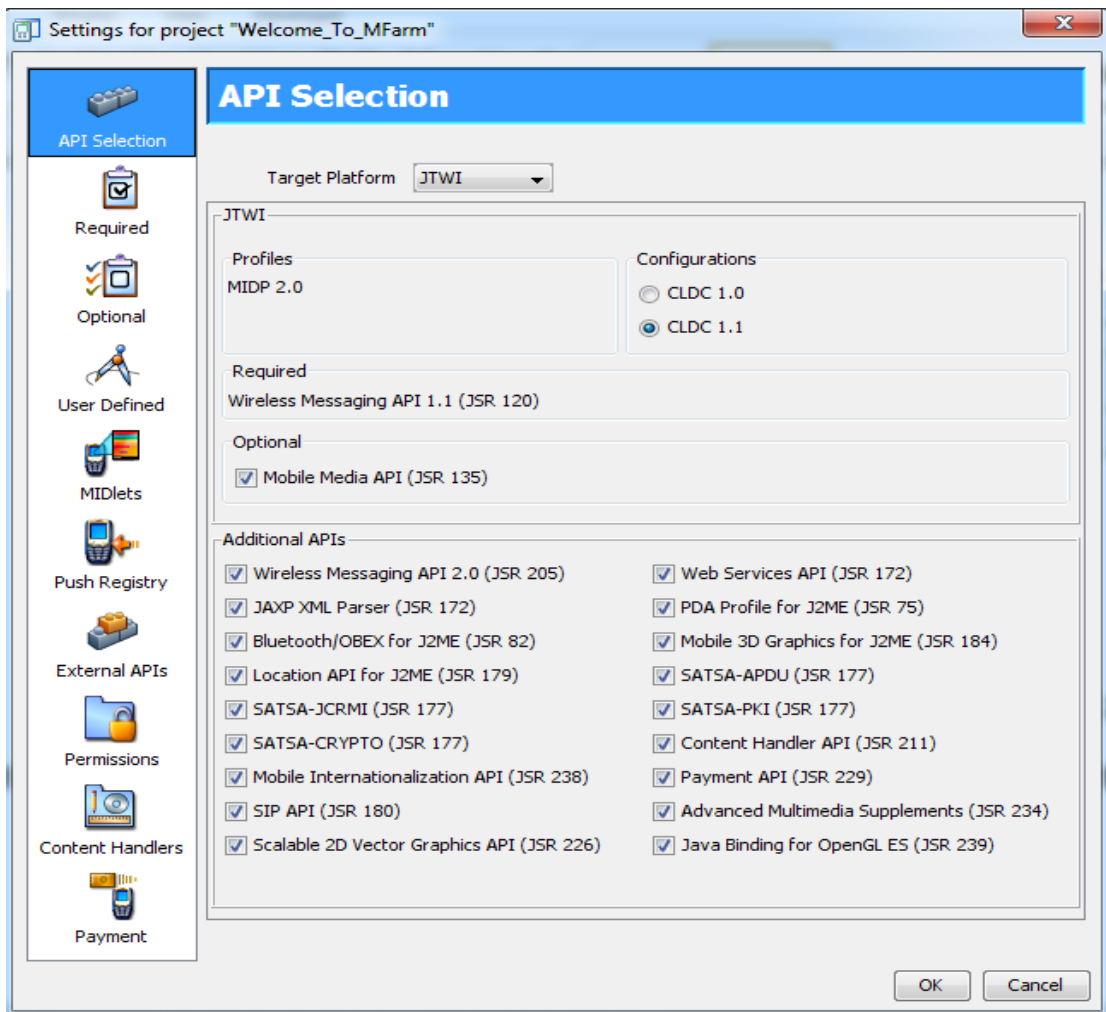 Settings for project "Welcome_To_MFarm"
API Selection
Required
Optional
User Defined
MIDlets
Push Registry
External APIs
Permissions
Content Handlers
Payment
API Selection
Target Platform JTWI
JTWI
Profiles
MIDP 2.0
Configurations
CLDC 1.0
CLDC 1.1
Required
Wireless Messaging API 1.1 (JSR 120)
Optional
Mobile Media API (JSR 135)
Additional APIs
Wireless Messaging API 2.0 (JSR 205) Web Services API (JSR 172)
JAXP XML Parser (JSR 172) PDA Profile for J2ME (JSR 75)
Bluetooth/OBEX for J2ME (JSR 82) Mobile 3D Graphics for J2ME (JSR 184)
Location API for J2ME (JSR 179) SATSA-APDU (JSR 177)
SATSA-JCRMI (JSR 177) SATSA-PKI (JSR 177)
SATSA-CRYPTO (JSR 177) Content Handler API (JSR 211)
Mobile Internationalization API (JSR 238) Payment API (JSR 229)
SIP API (JSR 180) Advanced Multimedia Supplements (JSR 234)
Scalable 2D Vector Graphics API (JSR 226) Java Binding for OpenGL ES (JSR 239)
OK Cancel